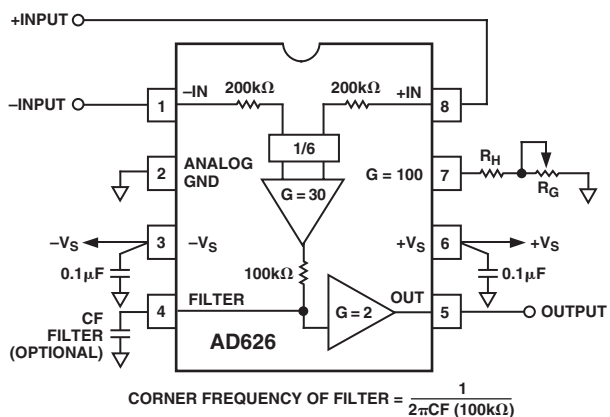 +INPUT
–INPUT
200kΩ
200kΩ
–IN
+IN
1
8
1/6
2
ANALOG
GND
G = 30
G = 100
7
R_H
R_G
–V_S
3
–V_S
+V_S
6
+V_S
0.1µF
0.1µF
100kΩ
CF
FILTER
(OPTIONAL)
4
FILTER
G = 2
OUT
5
OUTPUT
AD626
CORNER FREQUENCY OF FILTER = 1 / 2πCF (100kΩ)